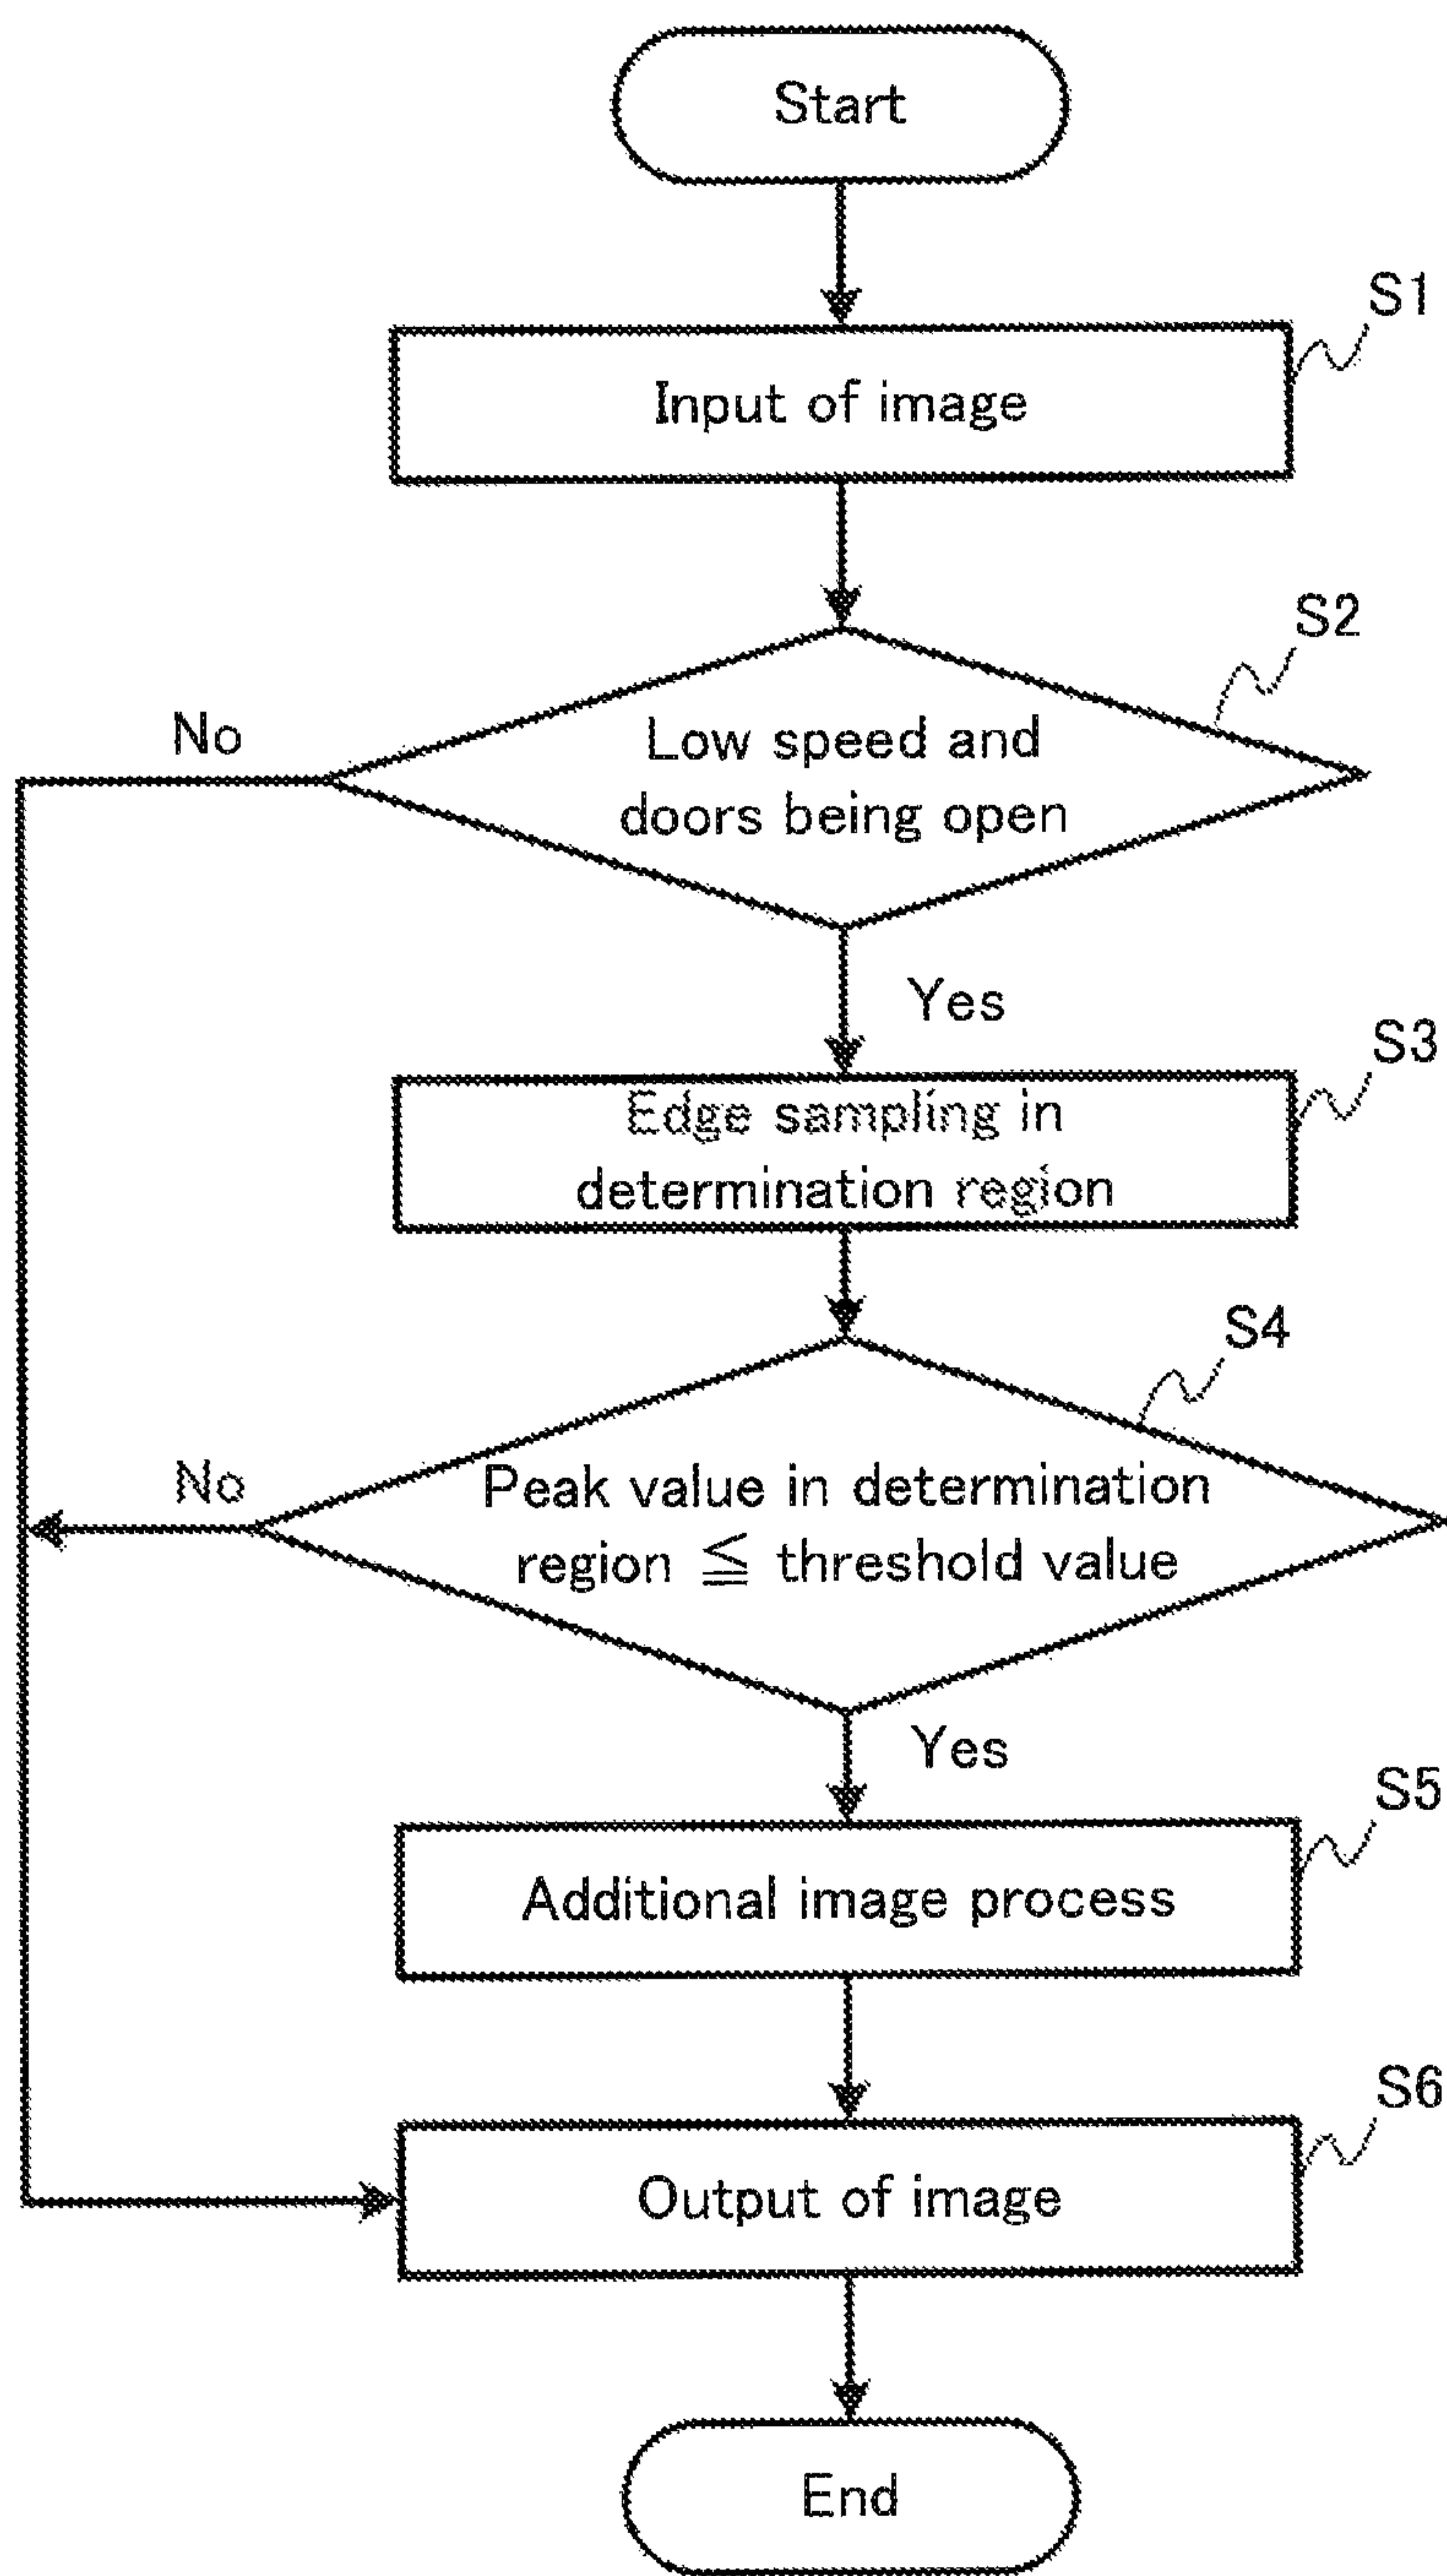 Start
S1
Input of image
S2
No
Low speed and
doors being open
Yes
S3
Edge sampling in
determination region
S4
No
Peak value in determination
region ≦ threshold value
Yes
S5
Additional image process
S6
Output of image
End